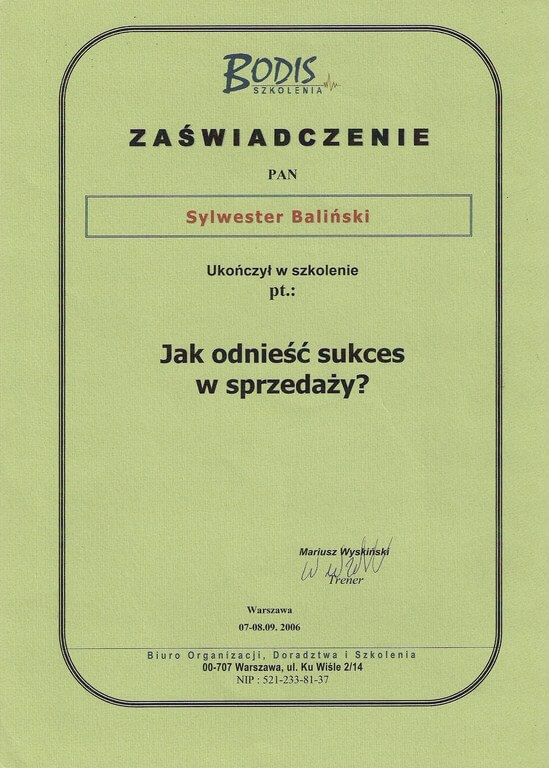 BODIS
SZKOLENIA
ZAŚWIADCZENIE
PAN
Sylwester Baliński
Ukończył w szkolenie
pt.:
Jak odnieść sukces
w sprzedaży?
Mariusz Wyskiński
Trener
Warszawa
07-08.09. 2006
Biuro Organizacji, Doradztwa i Szkolenia
00-707 Warszawa, ul. Ku Wiśle 2/14
NIP : 521-233-81-37